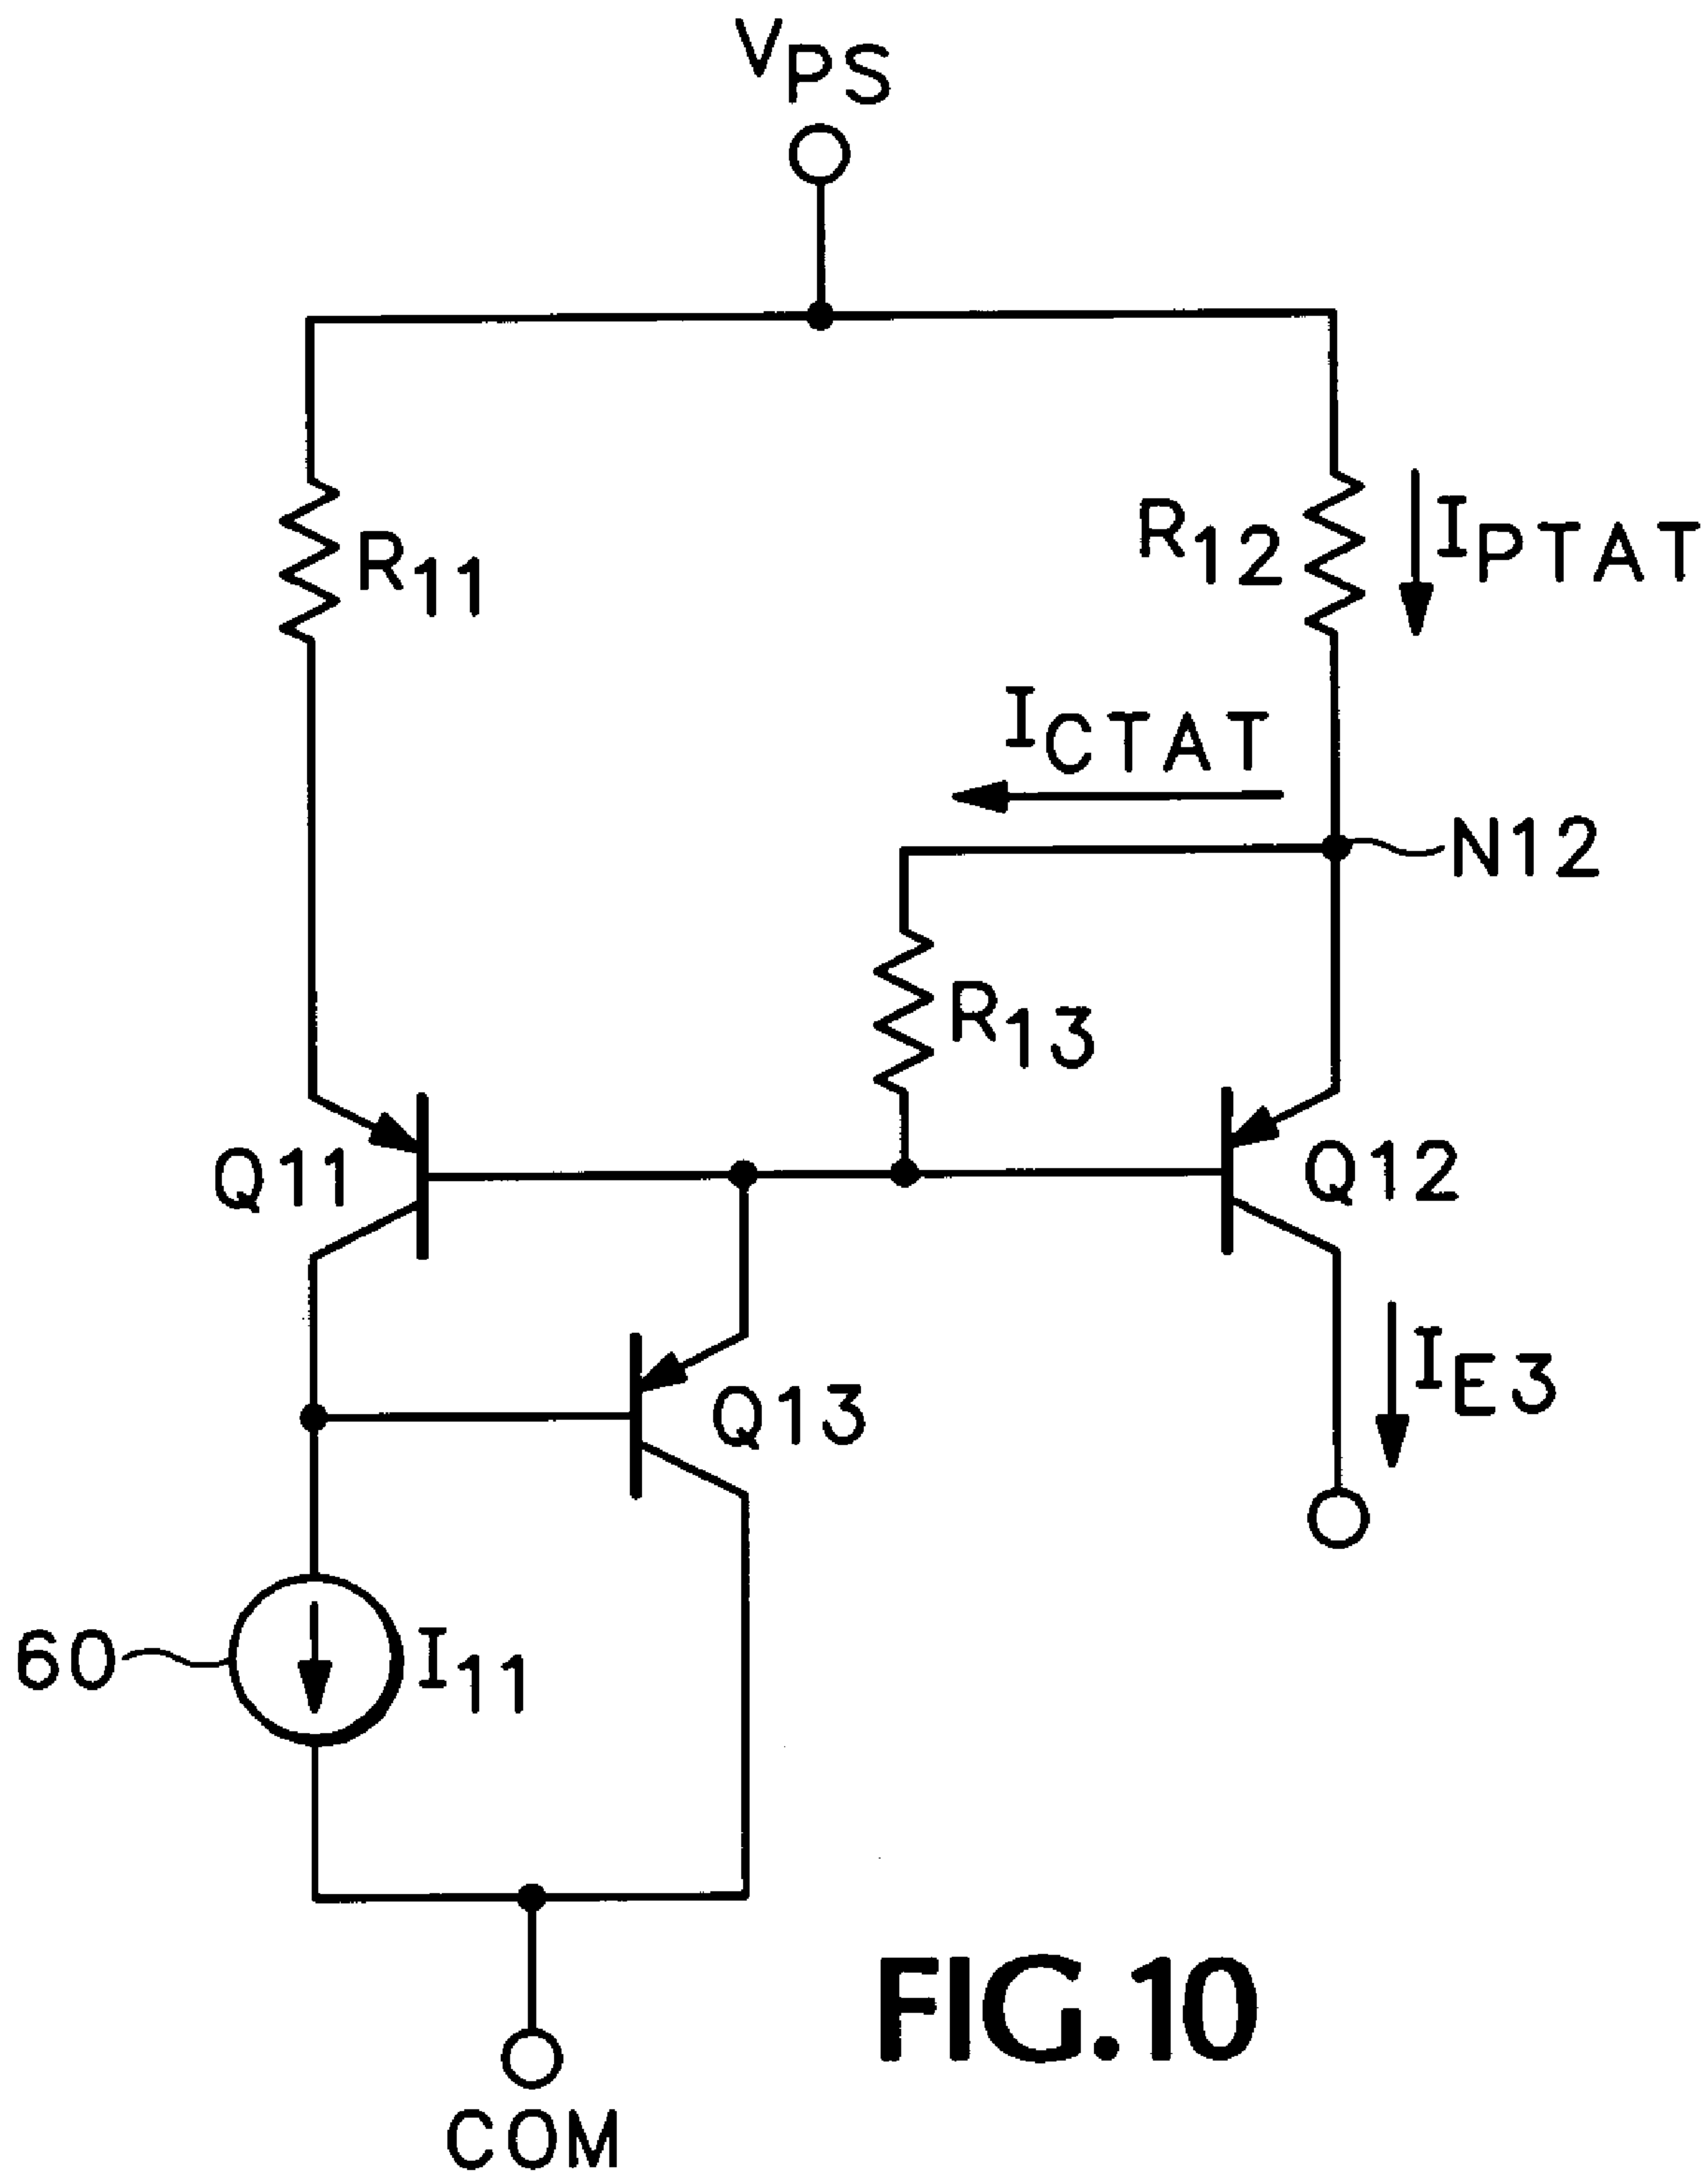 VPS
R11
R12
IPTAT
ICTAT
N12
R13
Q11
Q12
Q13
IE3
60
I11
FIG.10
COM